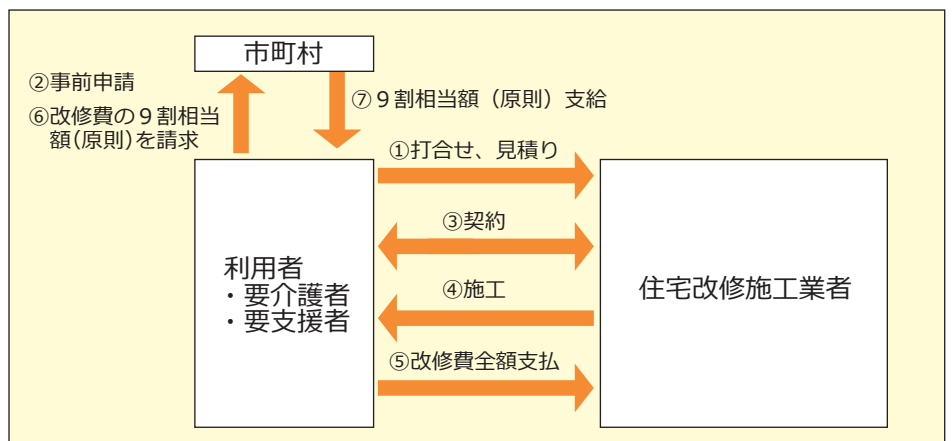 市町村
②事前申請
⑥改修費の９割相当
額（原則）を請求
⑦９割相当額（原則）支給
①打合せ、見積り
③契約
④施工
⑤改修費全額支払
利用者
・要介護者
・要支援者
住宅改修施工業者